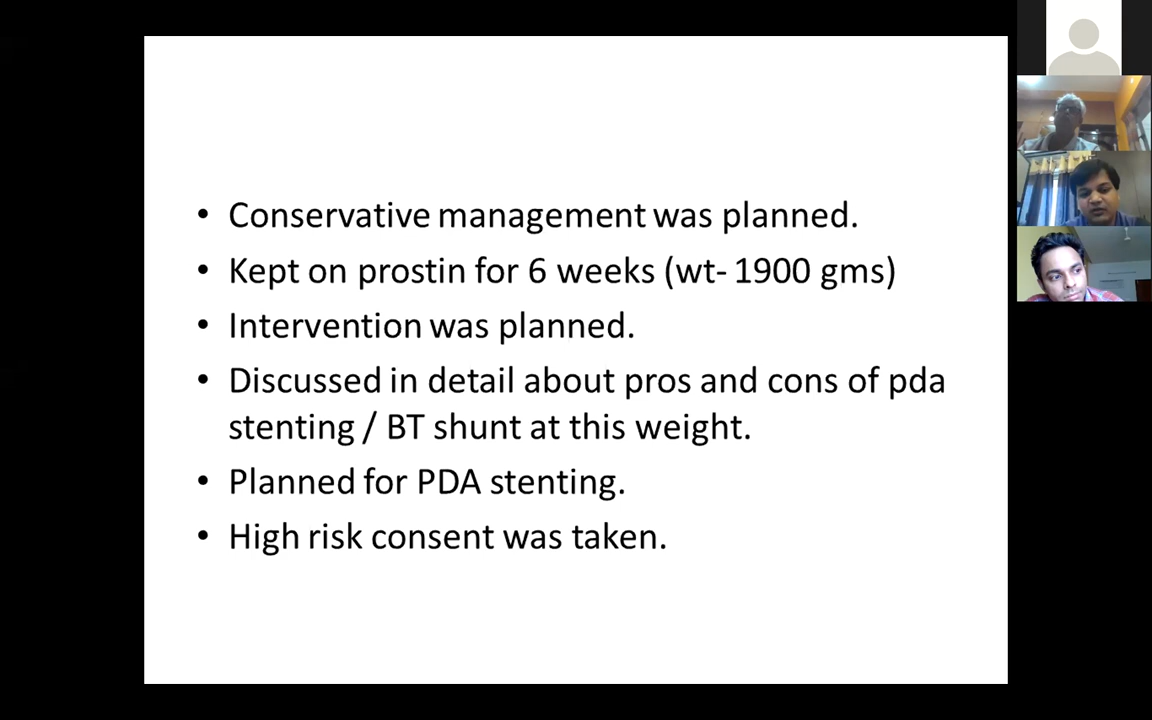 • Conservative management was planned.
• Kept on prostin for 6 weeks (wt- 1900 gms)
• Intervention was planned.
• Discussed in detail about pros and cons of pda
stenting / BT shunt at this weight.
• Planned for PDA stenting.
• High risk consent was taken.